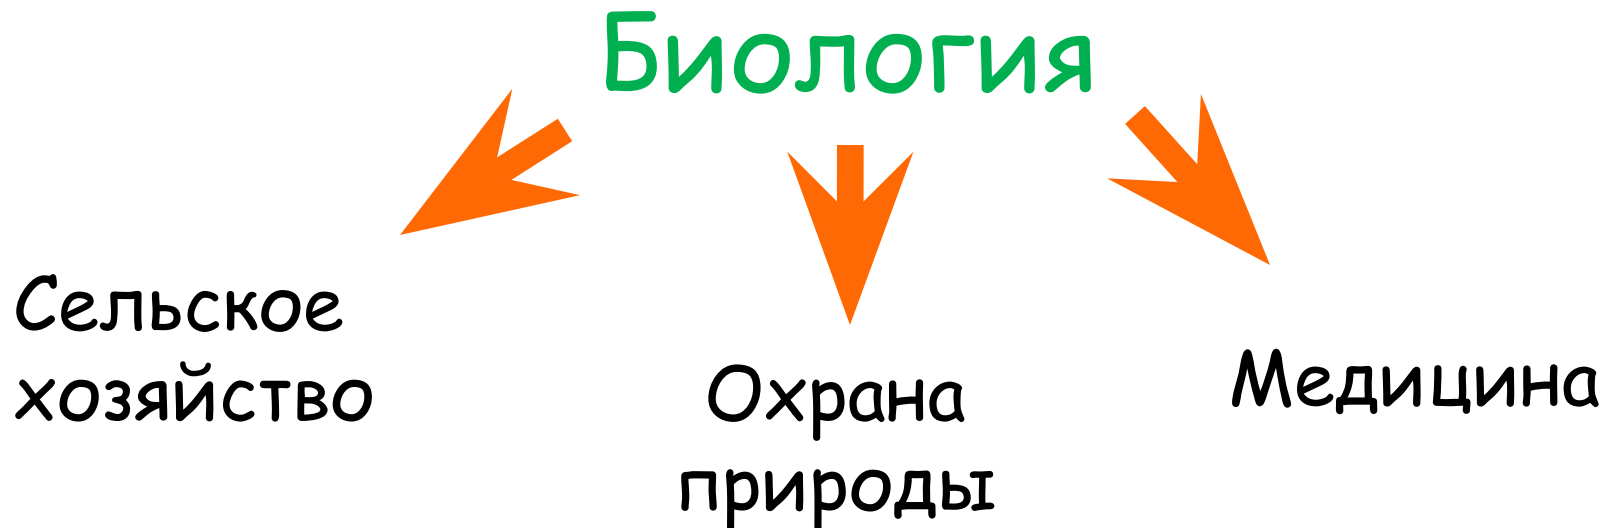 Биология
Сельское
хозяйство
Охрана
природы
Медицина